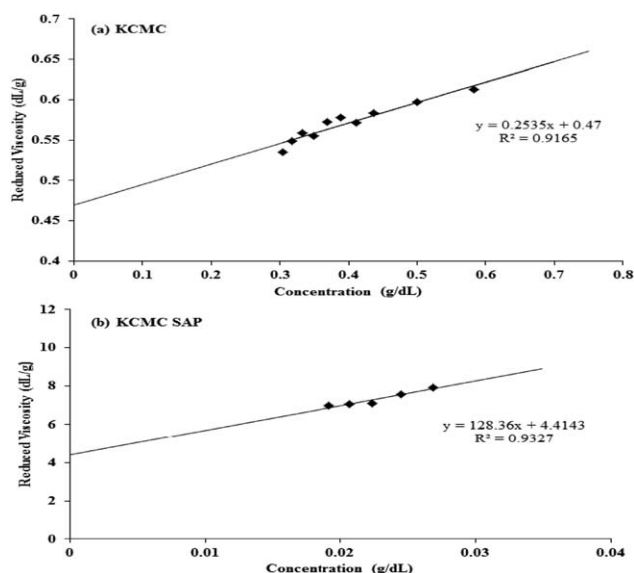 0.7
(a) KCMC
0.65
0.6
0.55
0.5
0.45
0.4
Reduced Viscosity (dL/g)
y = 0.2535x + 0.47
R² = 0.9165
0 0.1 0.2 0.3 0.4 0.5 0.6 0.7 0.8
Concentration (g/dL)
12
(b) KCMC SAP
10
8
6
4
2
0
Reduced Viscosity (dL/g)
y = 128.36x + 4.4143
R² = 0.9327
0 0.01 0.02 0.03 0.04
Concentration (g/dL)